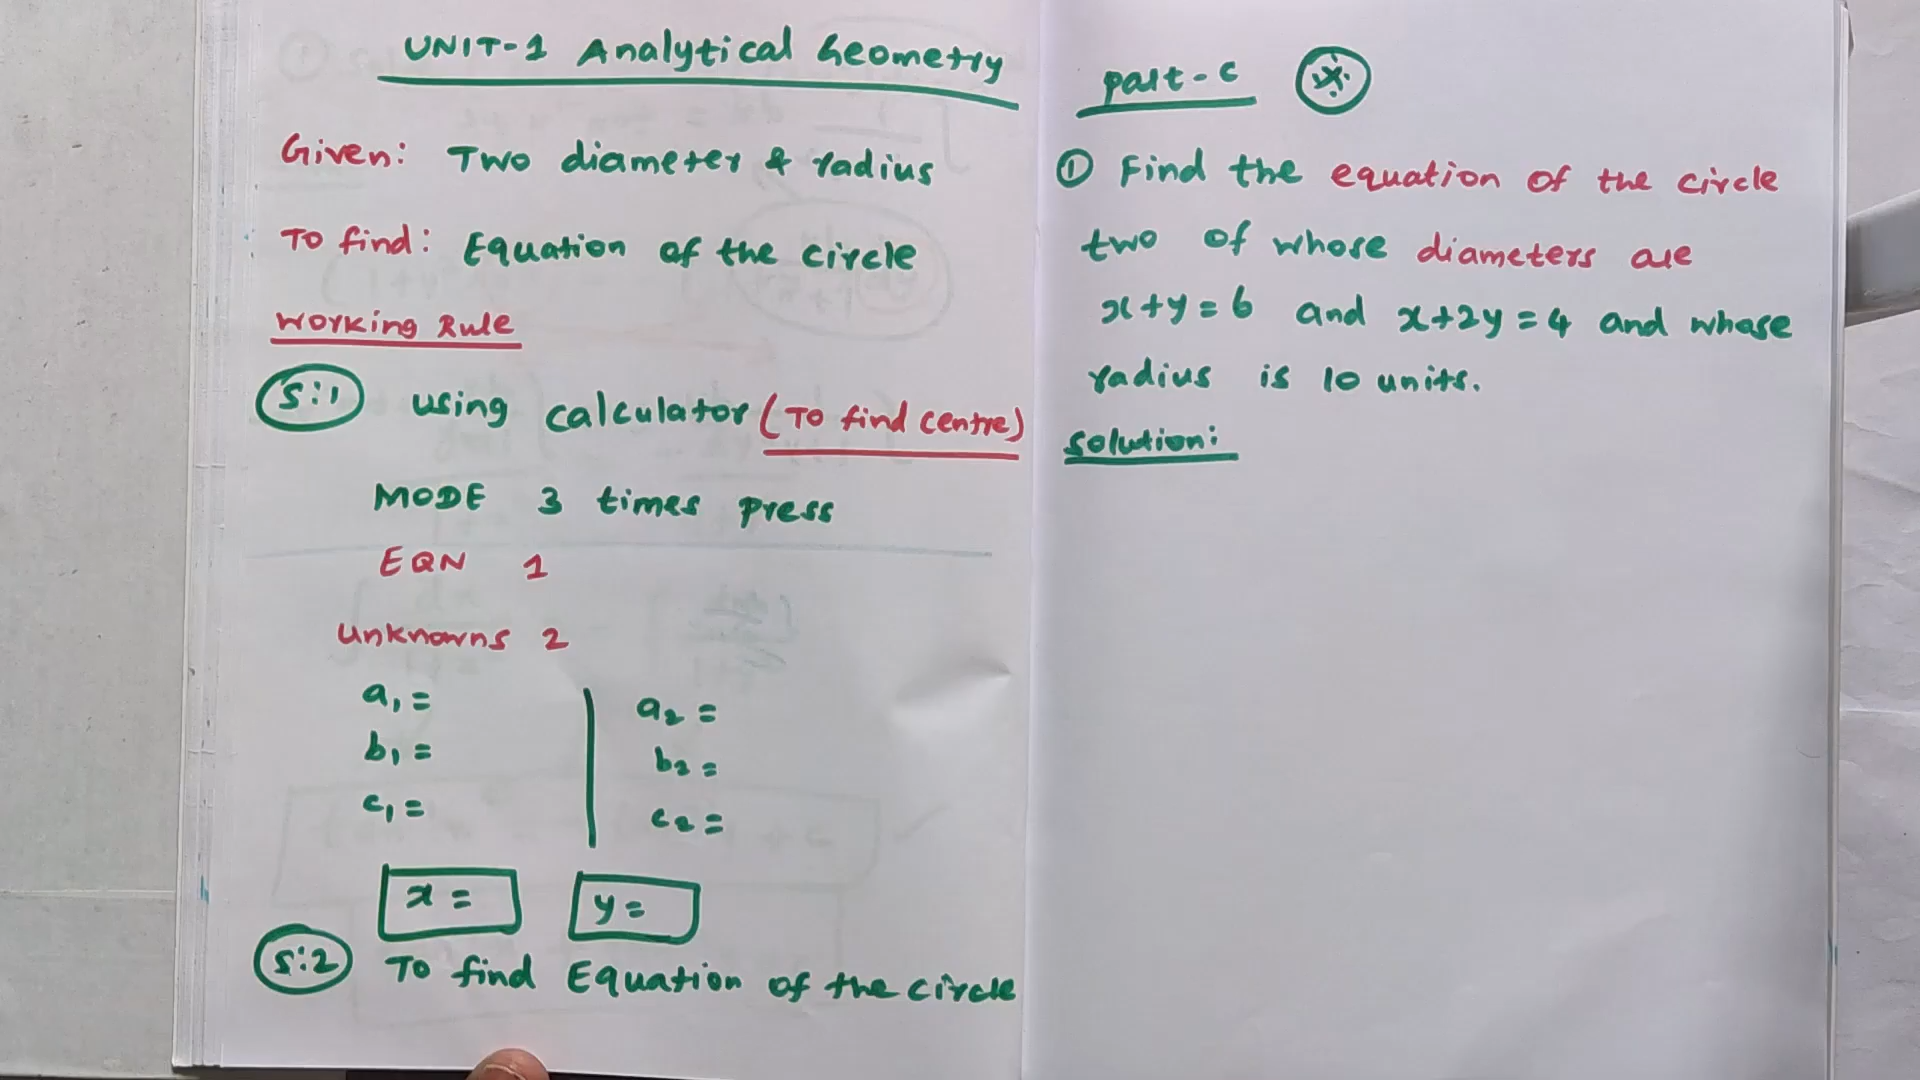 UNIT-1 Analytical Geometry
Given: Two diameter & radius
To find: Equation of the circle
Working Rule
S:1 using calculator (To find centre)
MODE 3 times press
EQN 1
Unknowns 2
a₁ = a₂ =
b₁ = b₂ =
c₁ = c₂ =
x = y =
S:2 To find Equation of the circle
part-c
① Find the equation of the circle
two of whose diameters are
x+y=6 and x+2y=4 and whose
radius is 10 units.
Solution: